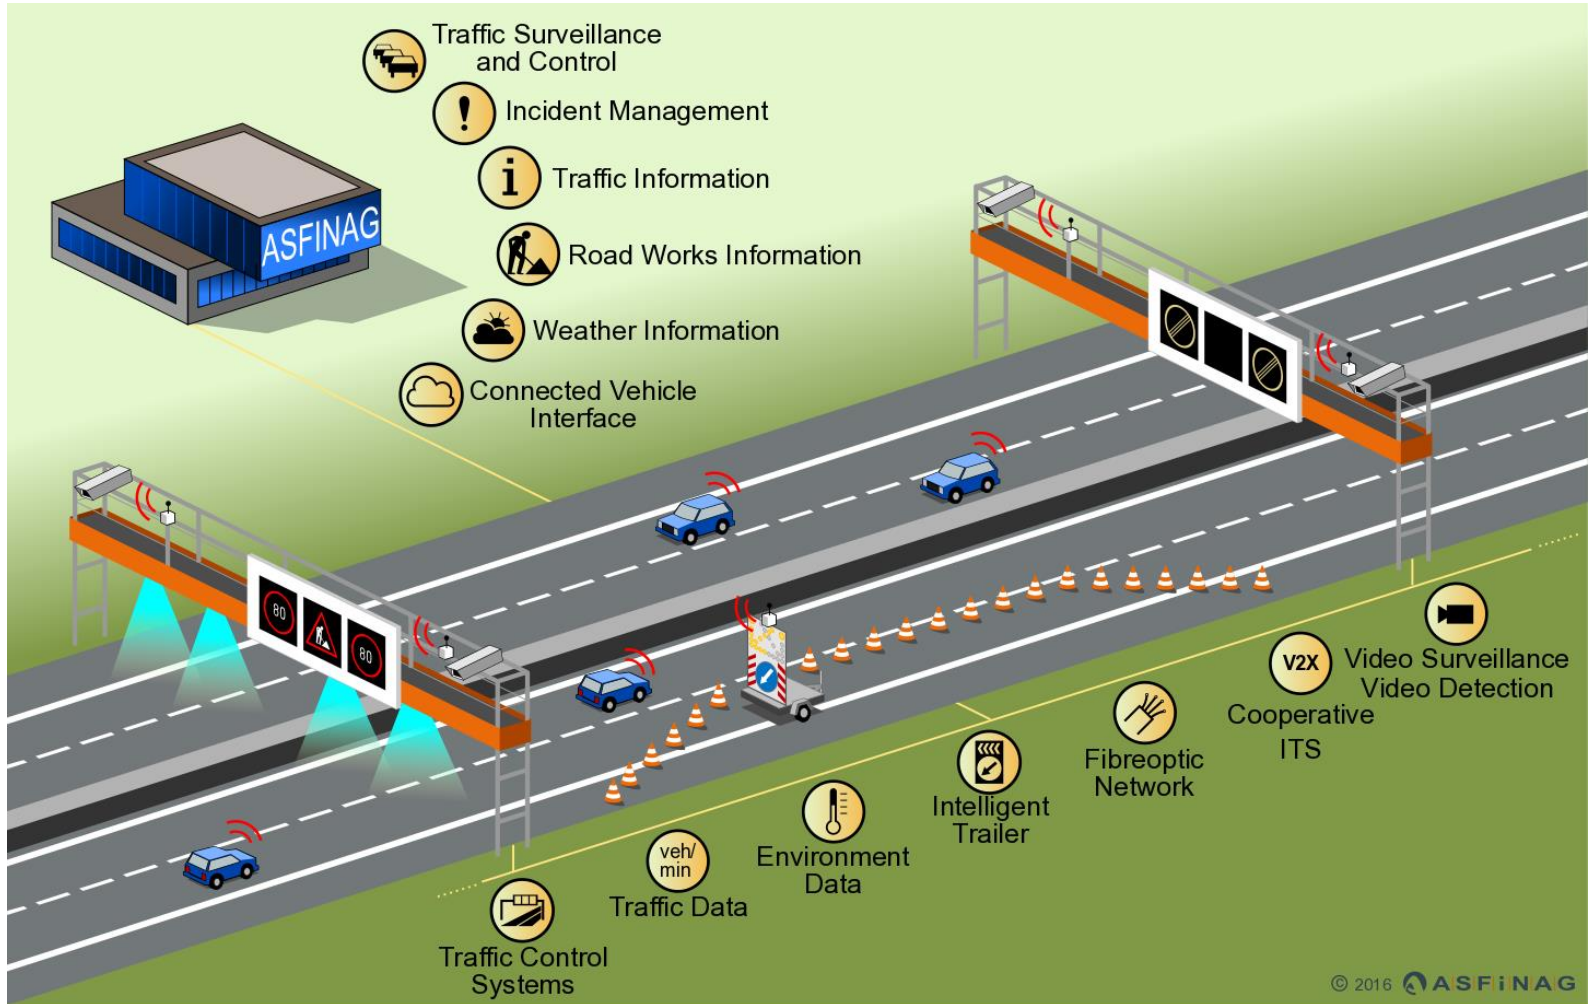 Traffic Surveillance
and Control
Incident Management
i
Traffic Information
ASFINAG
Road Works Information
Weather Information
Connected Vehicle
Interface
80
80
V2X
Video Surveillance
Video Detection
Cooperative
ITS
Fibreoptic
Network
Intelligent
Trailer
Environment
Data
veh/
min
Traffic Data
Traffic Control
Systems
© 2016 ASFiNAG